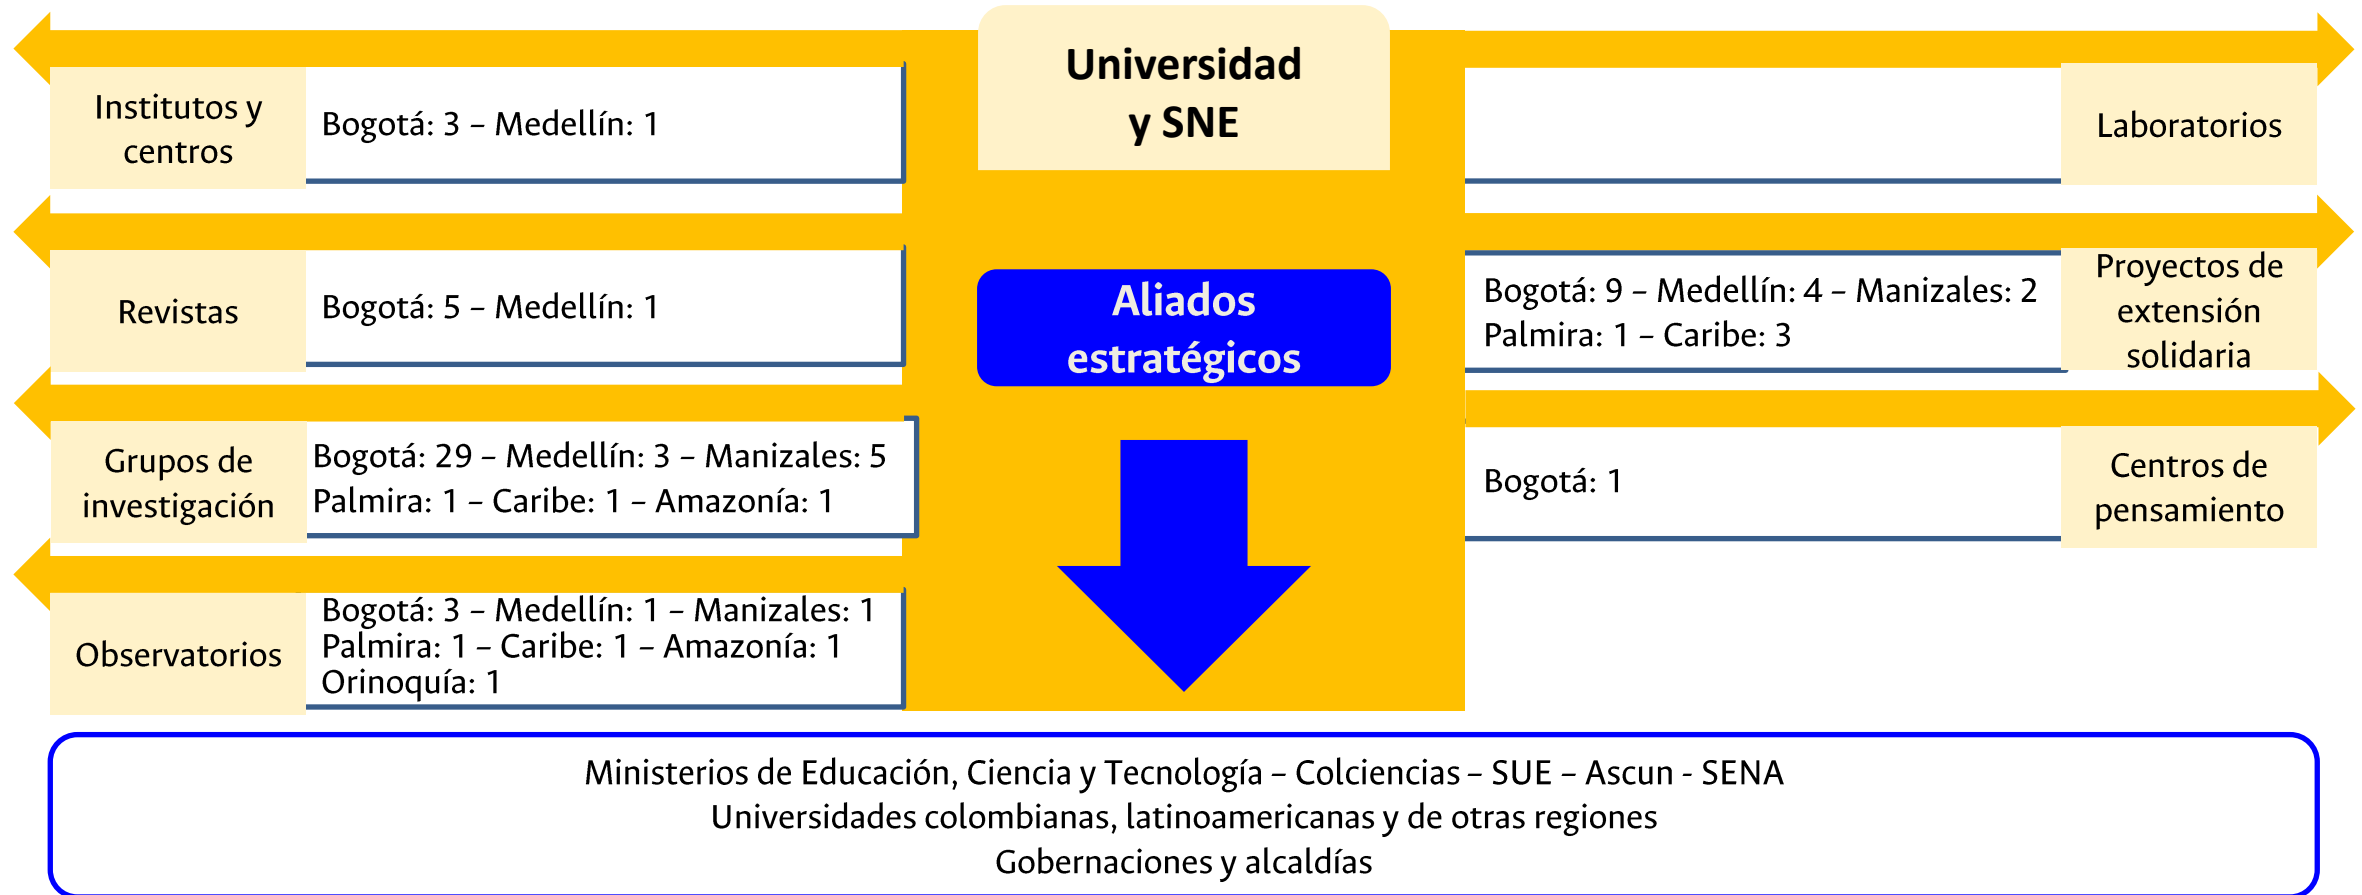 Universidad
y SNE
Institutos y
centros
Bogotá: 3 – Medellín: 1
Laboratorios
Revistas
Bogotá: 5 – Medellín: 1
Aliados
estratégicos
Bogotá: 9 – Medellín: 4 – Manizales: 2
Palmira: 1 – Caribe: 3
Proyectos de
extensión
solidaria
Grupos de
investigación
Bogotá: 29 – Medellín: 3 – Manizales: 5
Palmira: 1 – Caribe: 1 – Amazonía: 1
Bogotá: 1
Centros de
pensamiento
Observatorios
Bogotá: 3 – Medellín: 1 – Manizales: 1
Palmira: 1 – Caribe: 1 – Amazonía: 1
Orinoquía: 1
Ministerios de Educación, Ciencia y Tecnología – Colciencias – SUE – Ascun - SENA
Universidades colombianas, latinoamericanas y de otras regiones
Gobernaciones y alcaldías